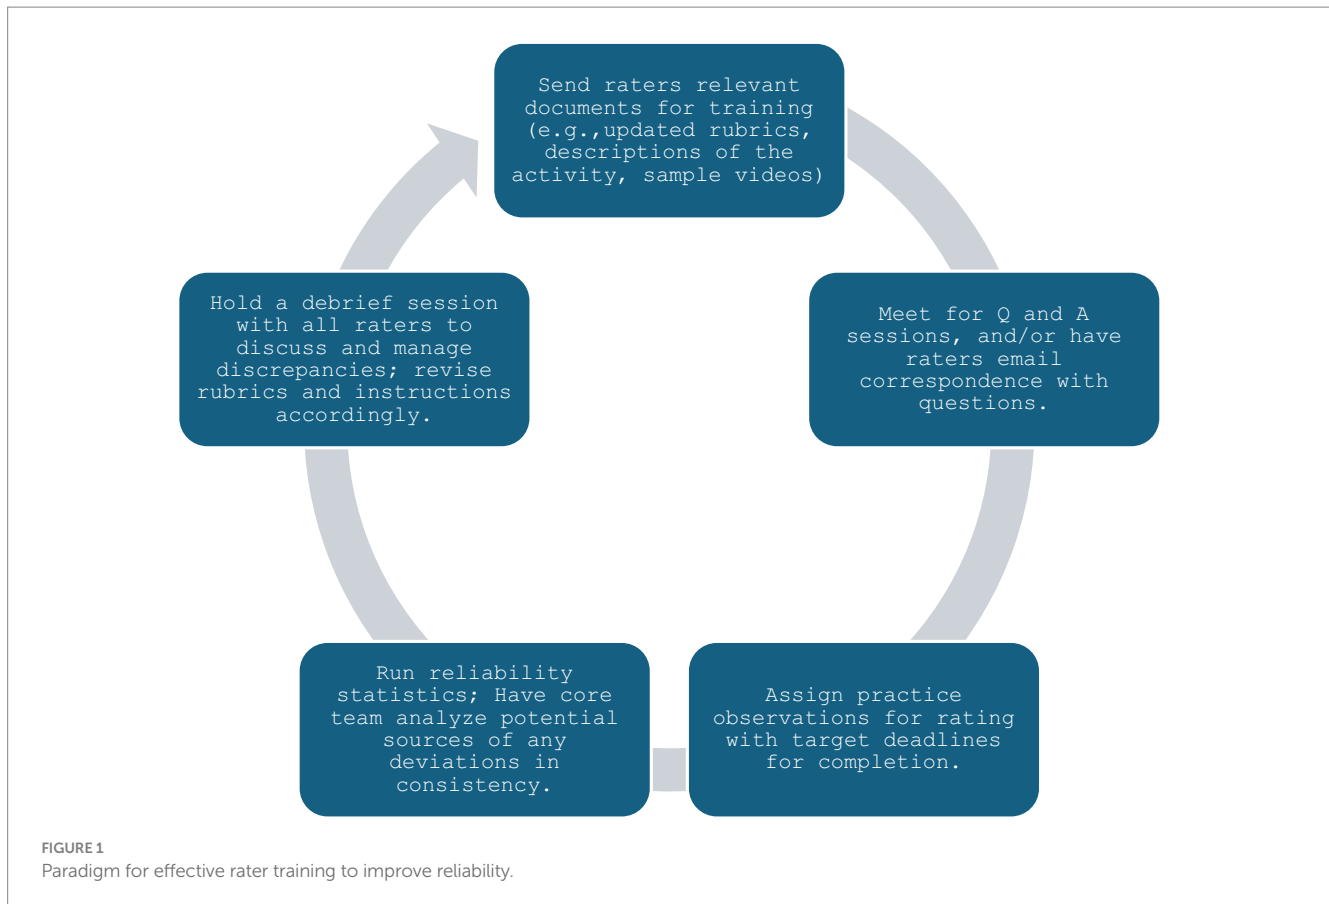 Send raters relevant
documents for training
(e.g.,updated rubrics,
descriptions of the
activity, sample videos)
Meet for Q and A
sessions, and/or have
raters email
correspondence with
questions.
Assign practice
observations for rating
with target deadlines
for completion.
Run reliability
statistics; Have core
team analyze potential
sources of any
deviations in
consistency.
Hold a debrief session
with all raters to
discuss and manage
discrepancies; revise
rubrics and instructions
accordingly.
FIGURE 1
Paradigm for effective rater training to improve reliability.